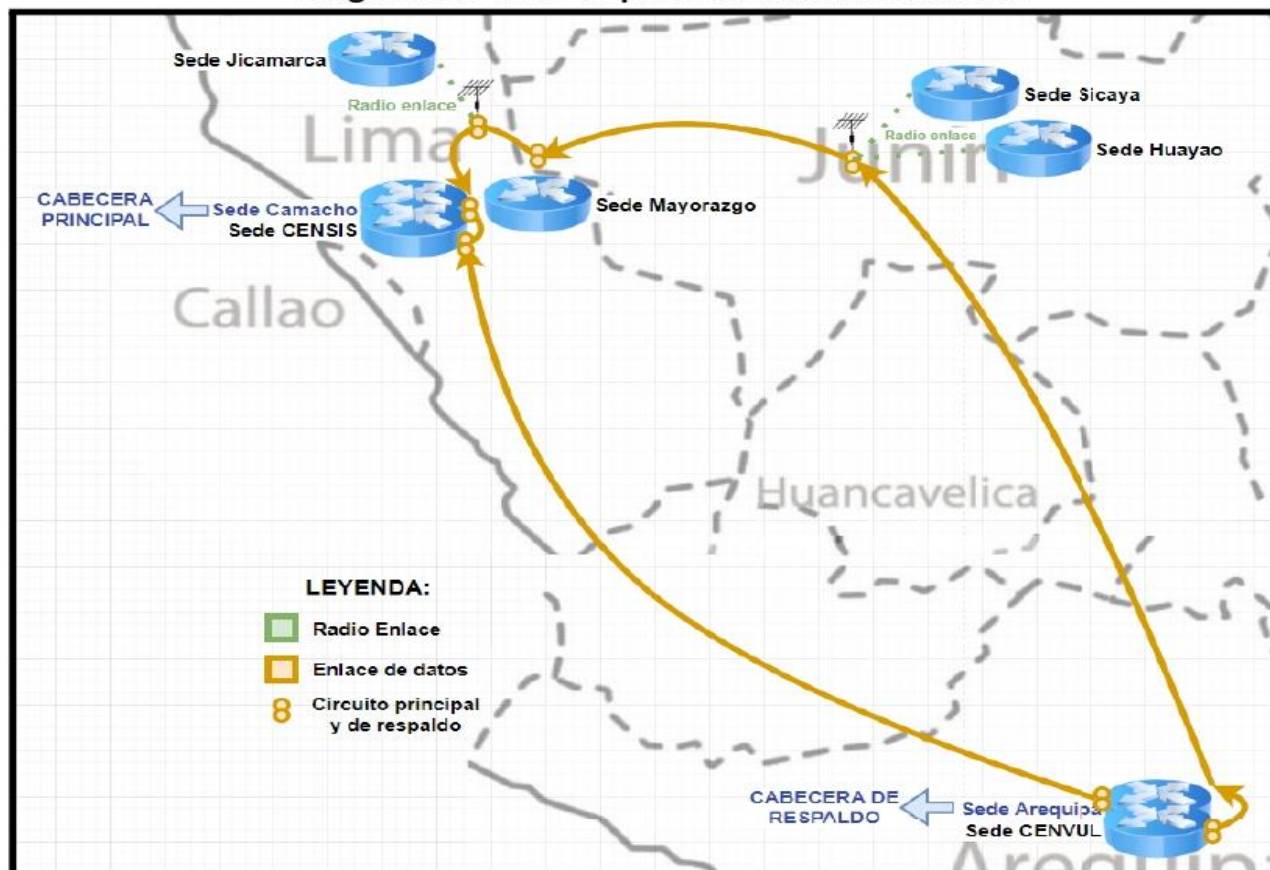 Sede Jicamarca
Radio enlace
Lima
Sede Sicaya
Radio enlace
Sede Huayao
Junín
CABECERA
PRINCIPAL
Sede Camacho
Sede CENSIS
Sede Mayorazgo
Callao
Huancavelica
LEYENDA:
Radio Enlace
Enlace de datos
Circuito principal
y de respaldo
CABECERA DE
RESPALDO
Sede Arequipa
Sede CENVUL
Arequipa